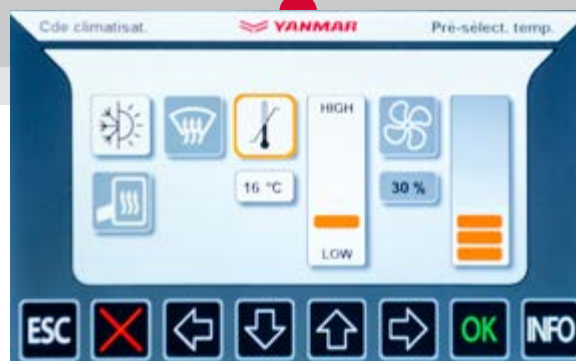 Cde climatisat.
YANMAR
Pré-sélect. temp.
HIGH
16 °C
30 %
LOW
ESC
OK
INFO